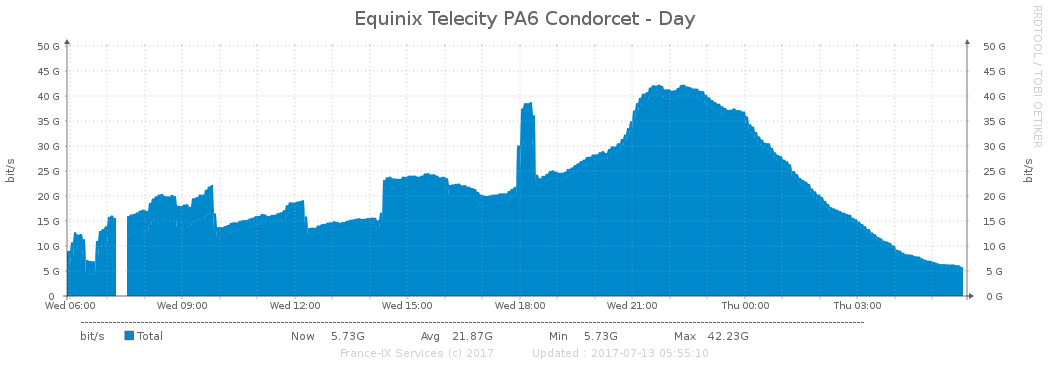 Equinix Telecity PA6 Condorcet - Day
RRDTOOL / TOBI OETIKER
bit/s
bit/s
50 G 50 G
45 G 45 G
40 G 40 G
35 G 35 G
30 G 30 G
25 G 25 G
20 G 20 G
15 G 15 G
10 G 10 G
5 G 5 G
0 0 G
Wed 06:00 Wed 09:00 Wed 12:00 Wed 15:00 Wed 18:00 Wed 21:00 Thu 00:00 Thu 03:00
bit/s Total Now 5.73G Avg 21.87G Min 5.73G Max 42.23G
France-IX Services (c) 2017 Updated : 2017-07-13 05:55:10